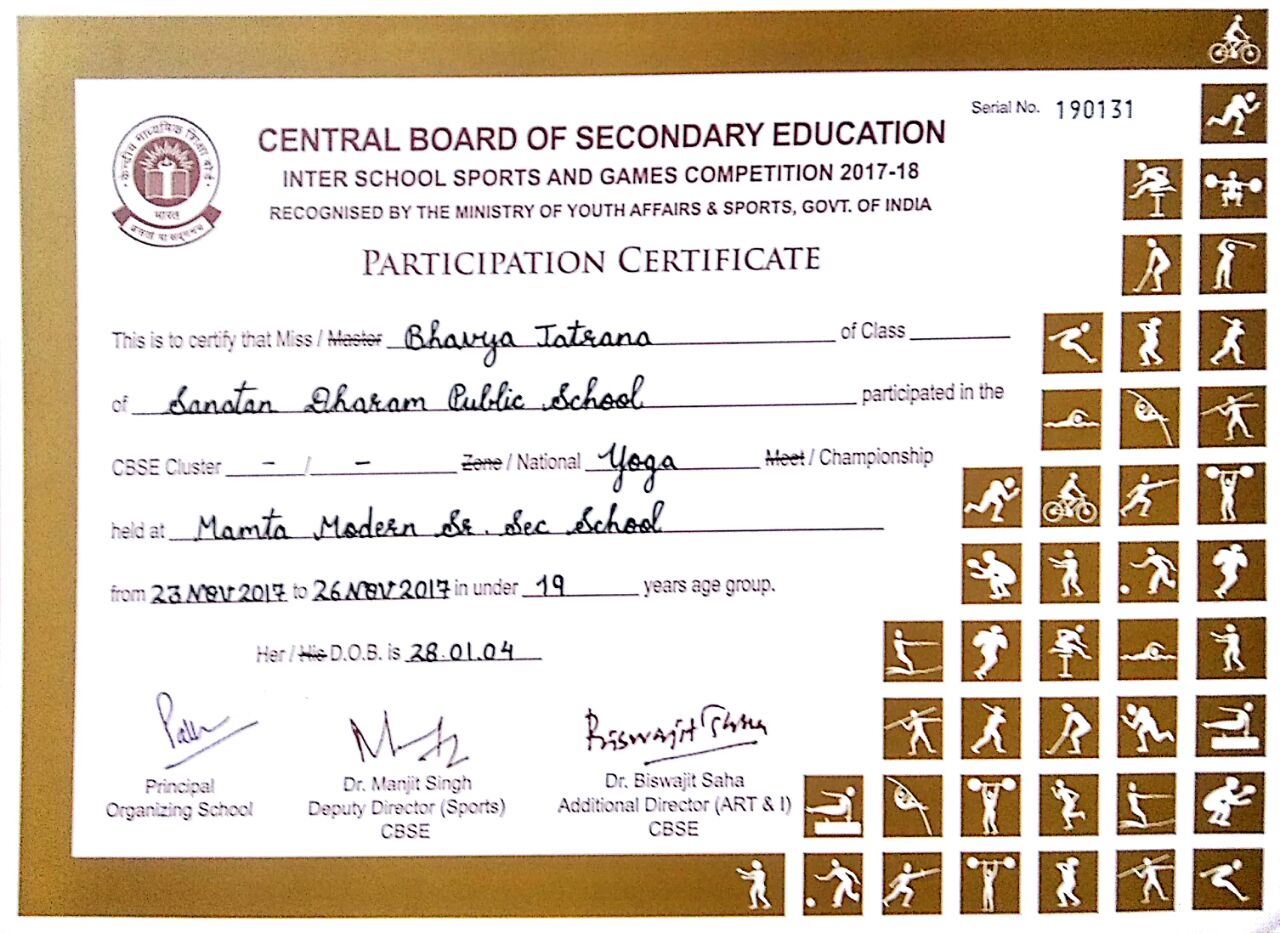 Serial No. 190131
केन्द्रीय माध्यमिक शिक्षा बोर्ड
भारत
असतो मा सद्गमय
CENTRAL BOARD OF SECONDARY EDUCATION
INTER SCHOOL SPORTS AND GAMES COMPETITION 2017-18
RECOGNISED BY THE MINISTRY OF YOUTH AFFAIRS & SPORTS, GOVT. OF INDIA
PARTICIPATION CERTIFICATE
This is to certify that Miss / Master Bhavya Jatrana of Class
of Sanatan Dharam Public School participated in the
CBSE Cluster - / - Zone / National Yoga Meet / Championship
held at Mamta Modern Sr. Sec School
from 23 NOV 2017 to 26 NOV 2017 in under 19 years age group.
Her / His D.O.B. is 28.01.04
Biswajit Saha
Principal Dr. Manjit Singh Dr. Biswajit Saha
Organizing School Deputy Director (Sports) Additional Director (ART & I)
CBSE CBSE